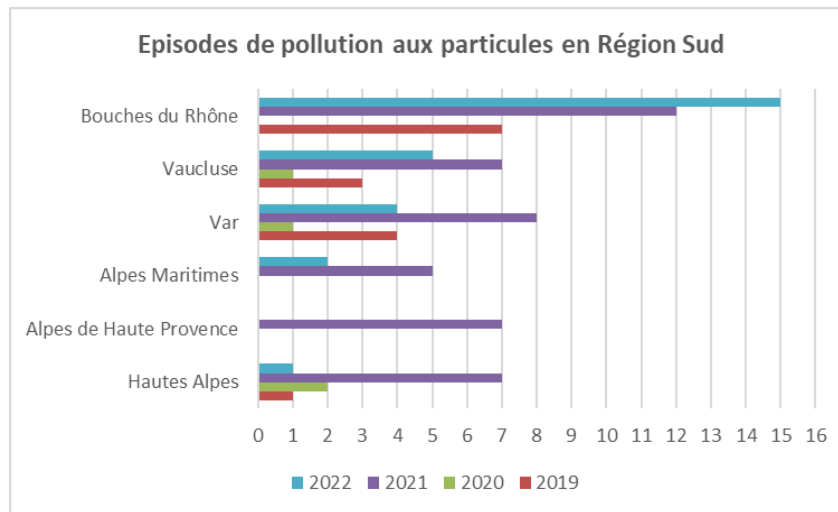 Episodes de pollution aux particules en Région Sud
Bouches du Rhône
Vaucluse
Var
Alpes Maritimes
Alpes de Haute Provence
Hautes Alpes
0 1 2 3 4 5 6 7 8 9 10 11 12 13 14 15 16
2022 2021 2020 2019